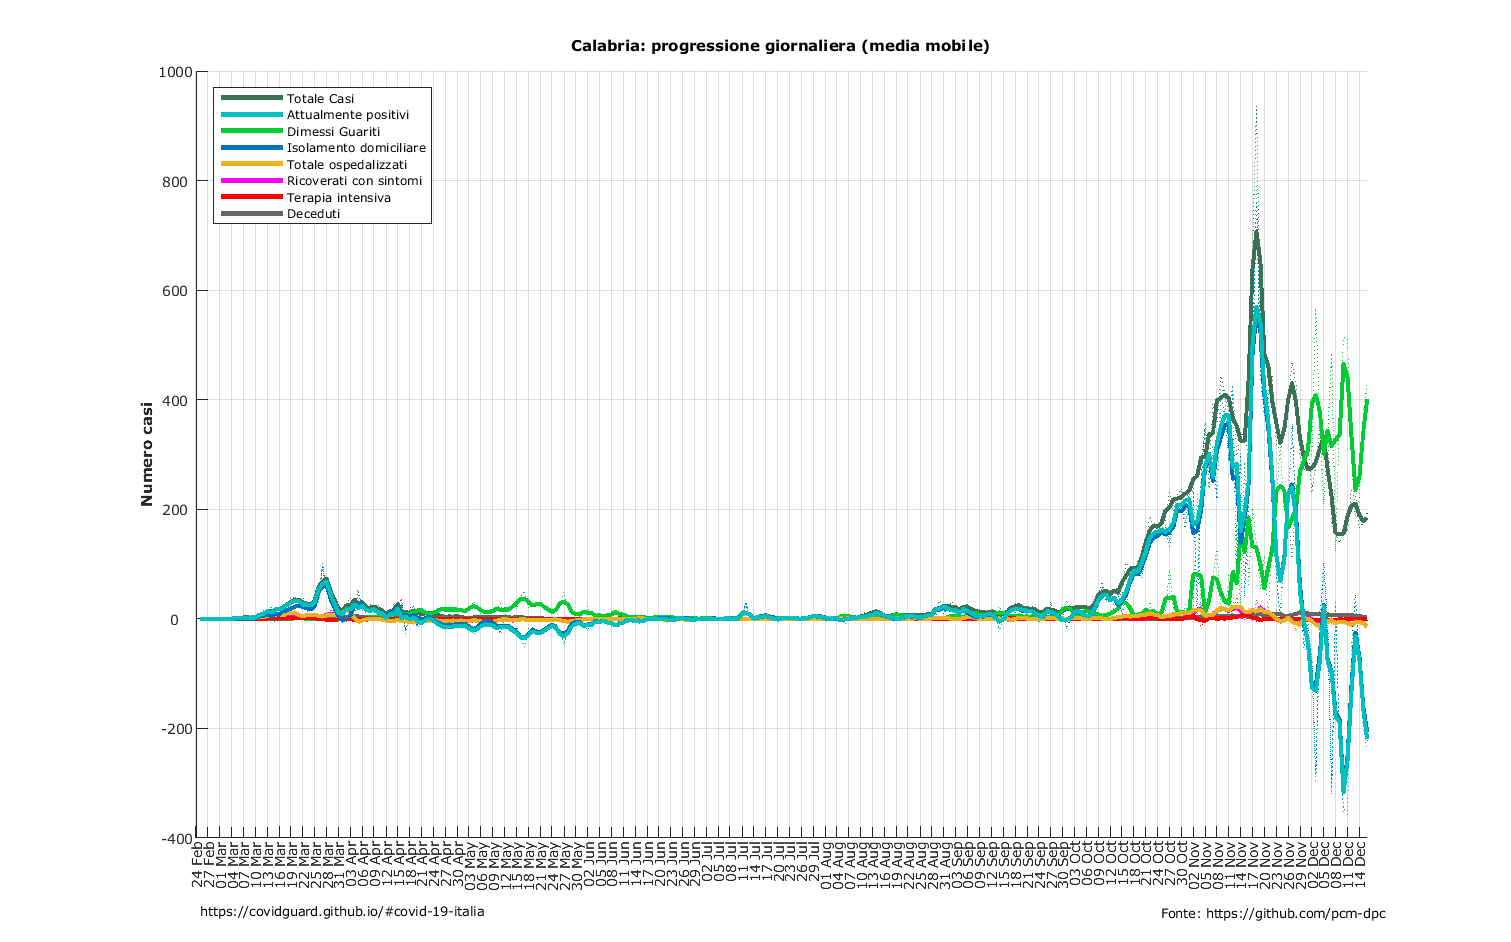 Calabria: progressione giornaliera (media mobile)
1000
800
600
400
200
0
-200
-400
Numero casi
Totale Casi
Attualmente positivi
Dimessi Guariti
Isolamento domiciliare
Totale ospedalizzati
Ricoverati con sintomi
Terapia intensiva
Deceduti
24 Feb
27 Feb
01 Mar
04 Mar
07 Mar
10 Mar
13 Mar
16 Mar
19 Mar
22 Mar
25 Mar
28 Mar
31 Mar
03 Apr
06 Apr
09 Apr
12 Apr
15 Apr
18 Apr
21 Apr
24 Apr
27 Apr
30 Apr
03 May
06 May
09 May
12 May
15 May
18 May
21 May
24 May
27 May
30 May
02 Jun
05 Jun
08 Jun
11 Jun
14 Jun
17 Jun
20 Jun
23 Jun
26 Jun
29 Jun
02 Jul
05 Jul
08 Jul
11 Jul
14 Jul
17 Jul
20 Jul
23 Jul
26 Jul
29 Jul
01 Aug
04 Aug
07 Aug
10 Aug
13 Aug
16 Aug
19 Aug
22 Aug
25 Aug
28 Aug
31 Aug
03 Sep
06 Sep
09 Sep
12 Sep
15 Sep
18 Sep
21 Sep
24 Sep
27 Sep
30 Sep
03 Oct
06 Oct
09 Oct
12 Oct
15 Oct
18 Oct
21 Oct
24 Oct
27 Oct
30 Oct
02 Nov
05 Nov
08 Nov
11 Nov
14 Nov
17 Nov
20 Nov
23 Nov
26 Nov
29 Nov
02 Dec
05 Dec
08 Dec
11 Dec
14 Dec
https://covidguard.github.io/#covid-19-italia
Fonte: https://github.com/pcm-dpc